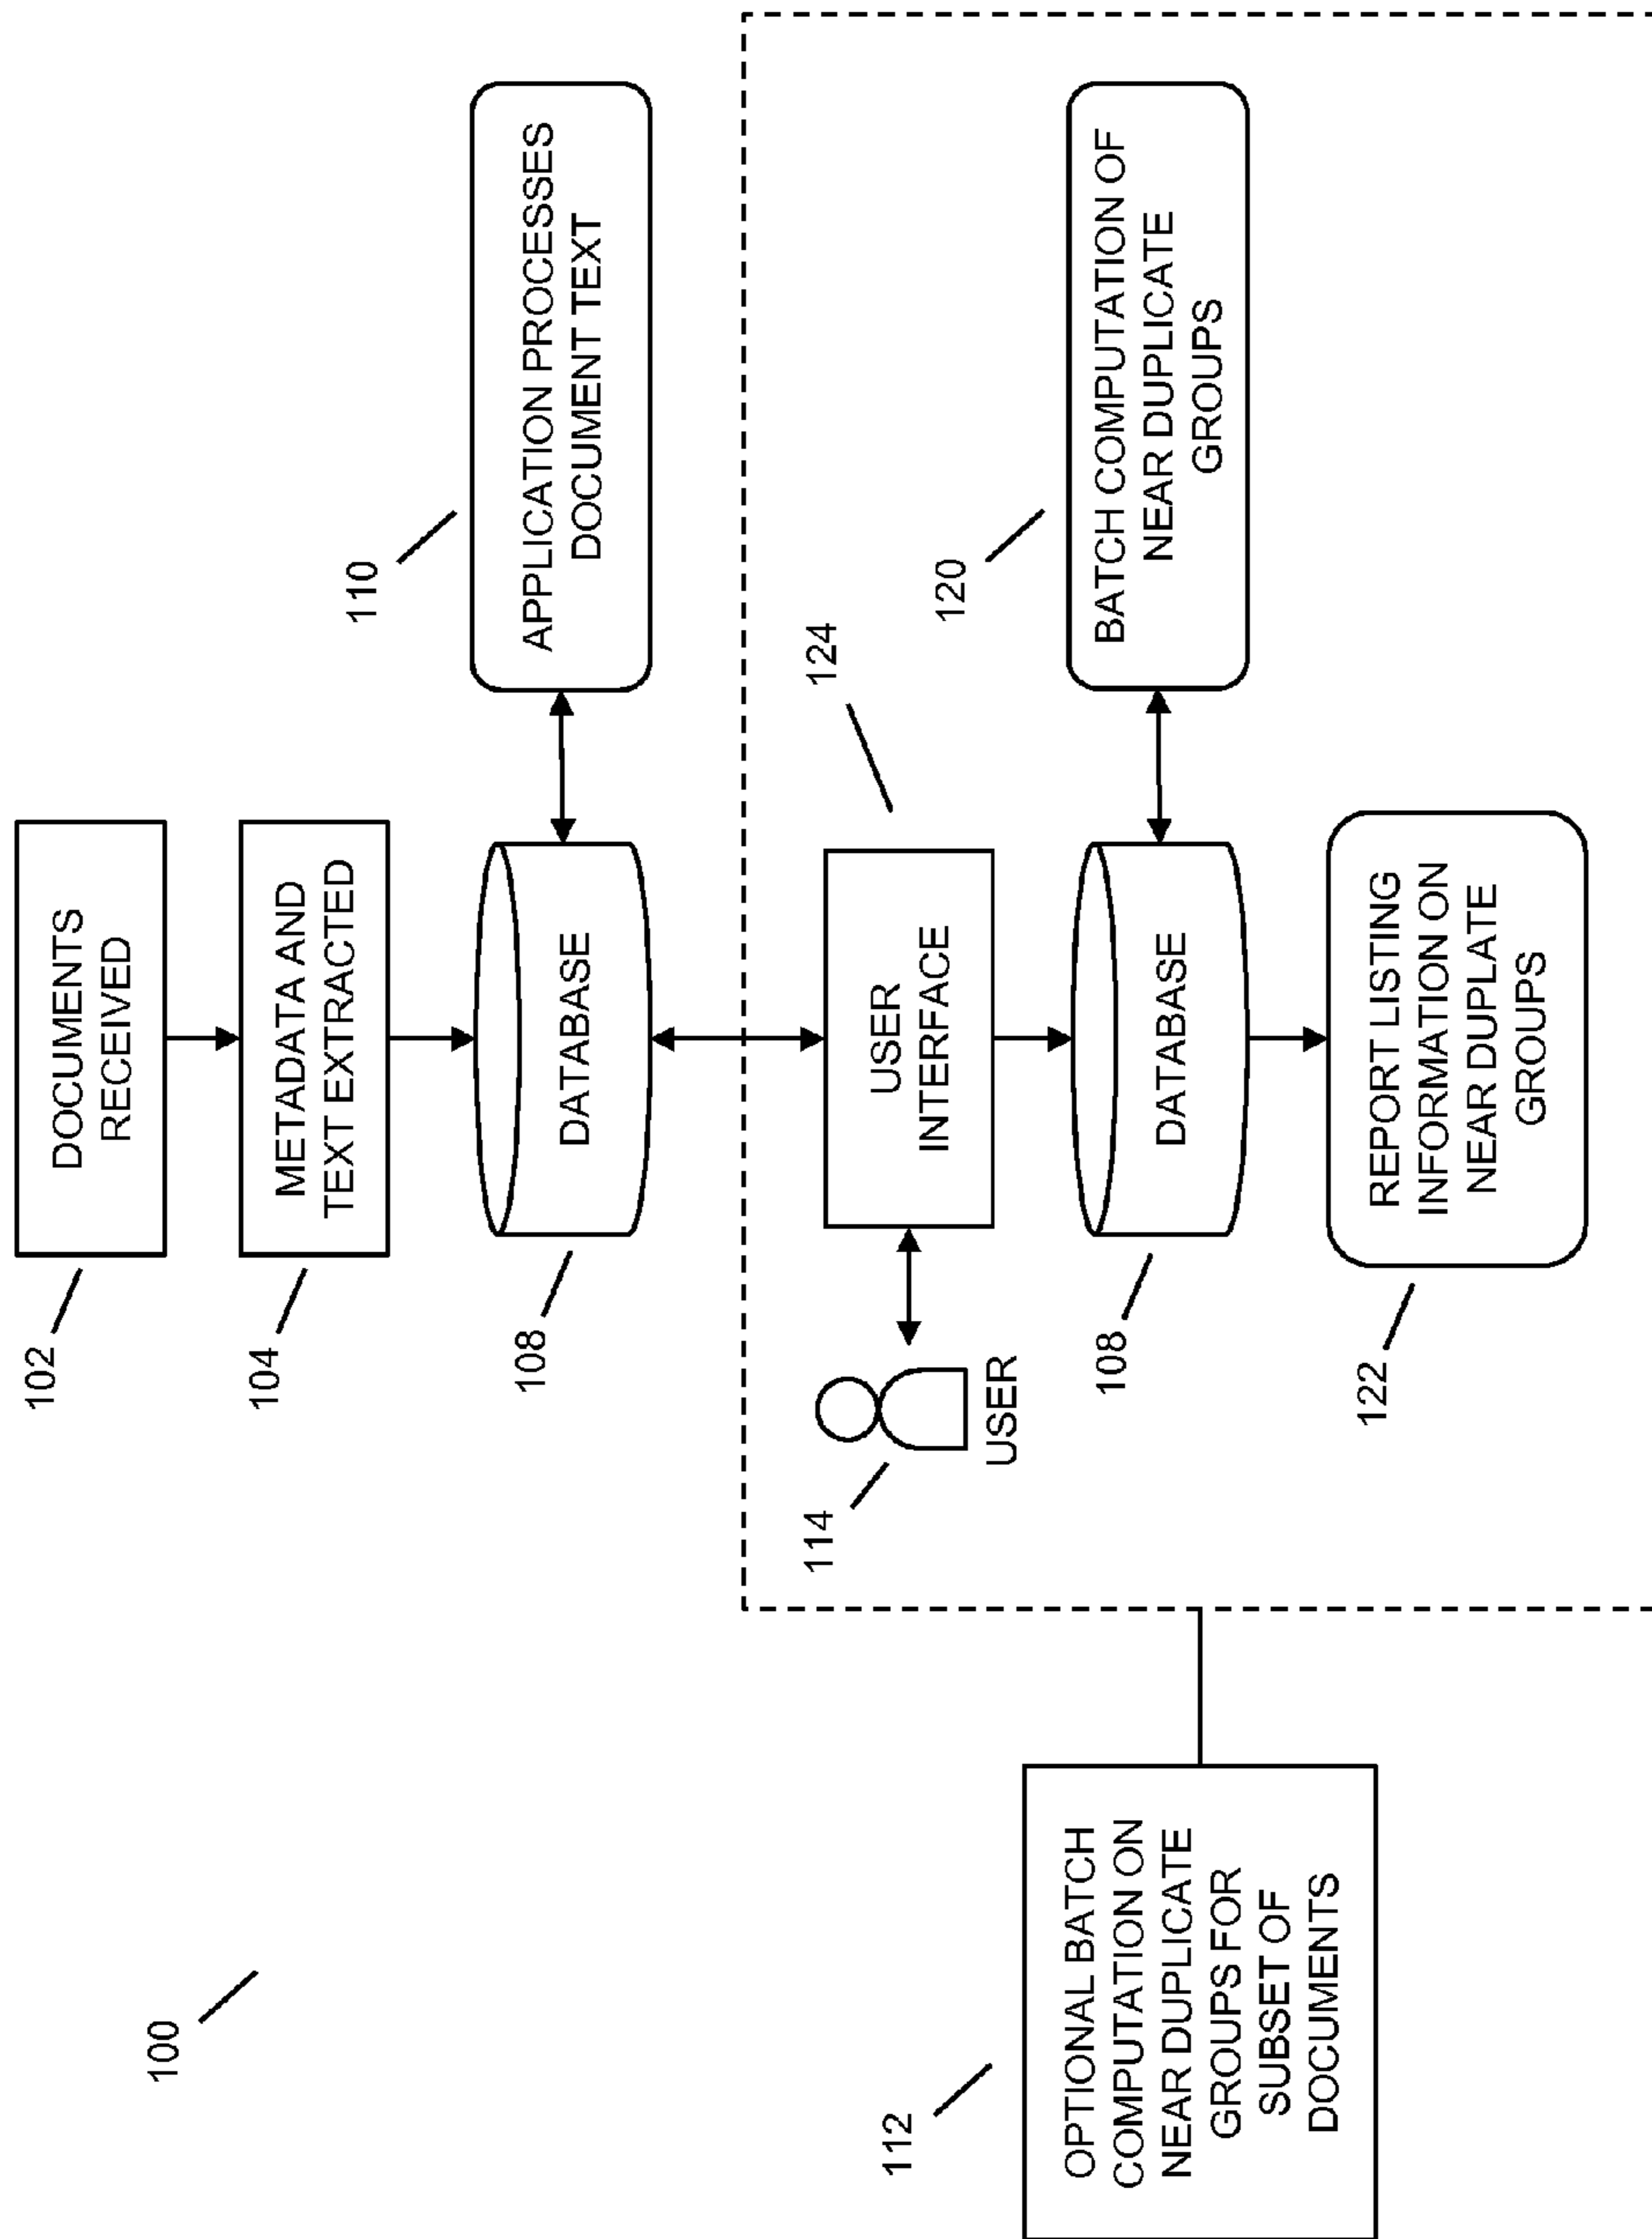 100
102
DOCUMENTS
RECEIVED
104
METADATA AND
TEXT EXTRACTED
108
DATABASE
110
APPLICATION PROCESSES
DOCUMENT TEXT
112
OPTIONAL BATCH
COMPUTATION ON
NEAR DUPLICATE
GROUPS FOR
SUBSET OF
DOCUMENTS
114
USER
USER
INTERFACE
124
108
DATABASE
120
BATCH COMPUTATION OF
NEAR DUPLICATE
GROUPS
122
REPORT LISTING
INFORMATION ON
NEAR DUPLATE
GROUPS